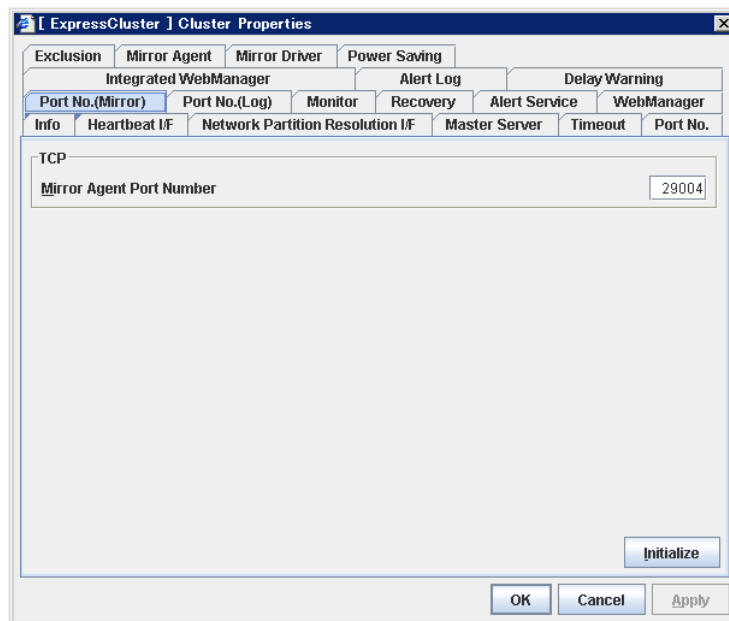 [ ExpressCluster ] Cluster Properties
Exclusion Mirror Agent Mirror Driver Power Saving
Integrated WebManager Alert Log Delay Warning
Port No.(Mirror) Port No.(Log) Monitor Recovery Alert Service WebManager
Info Heartbeat I/F Network Partition Resolution I/F Master Server Timeout Port No.
TCP
Mirror Agent Port Number 29004
Initialize
OK Cancel Apply